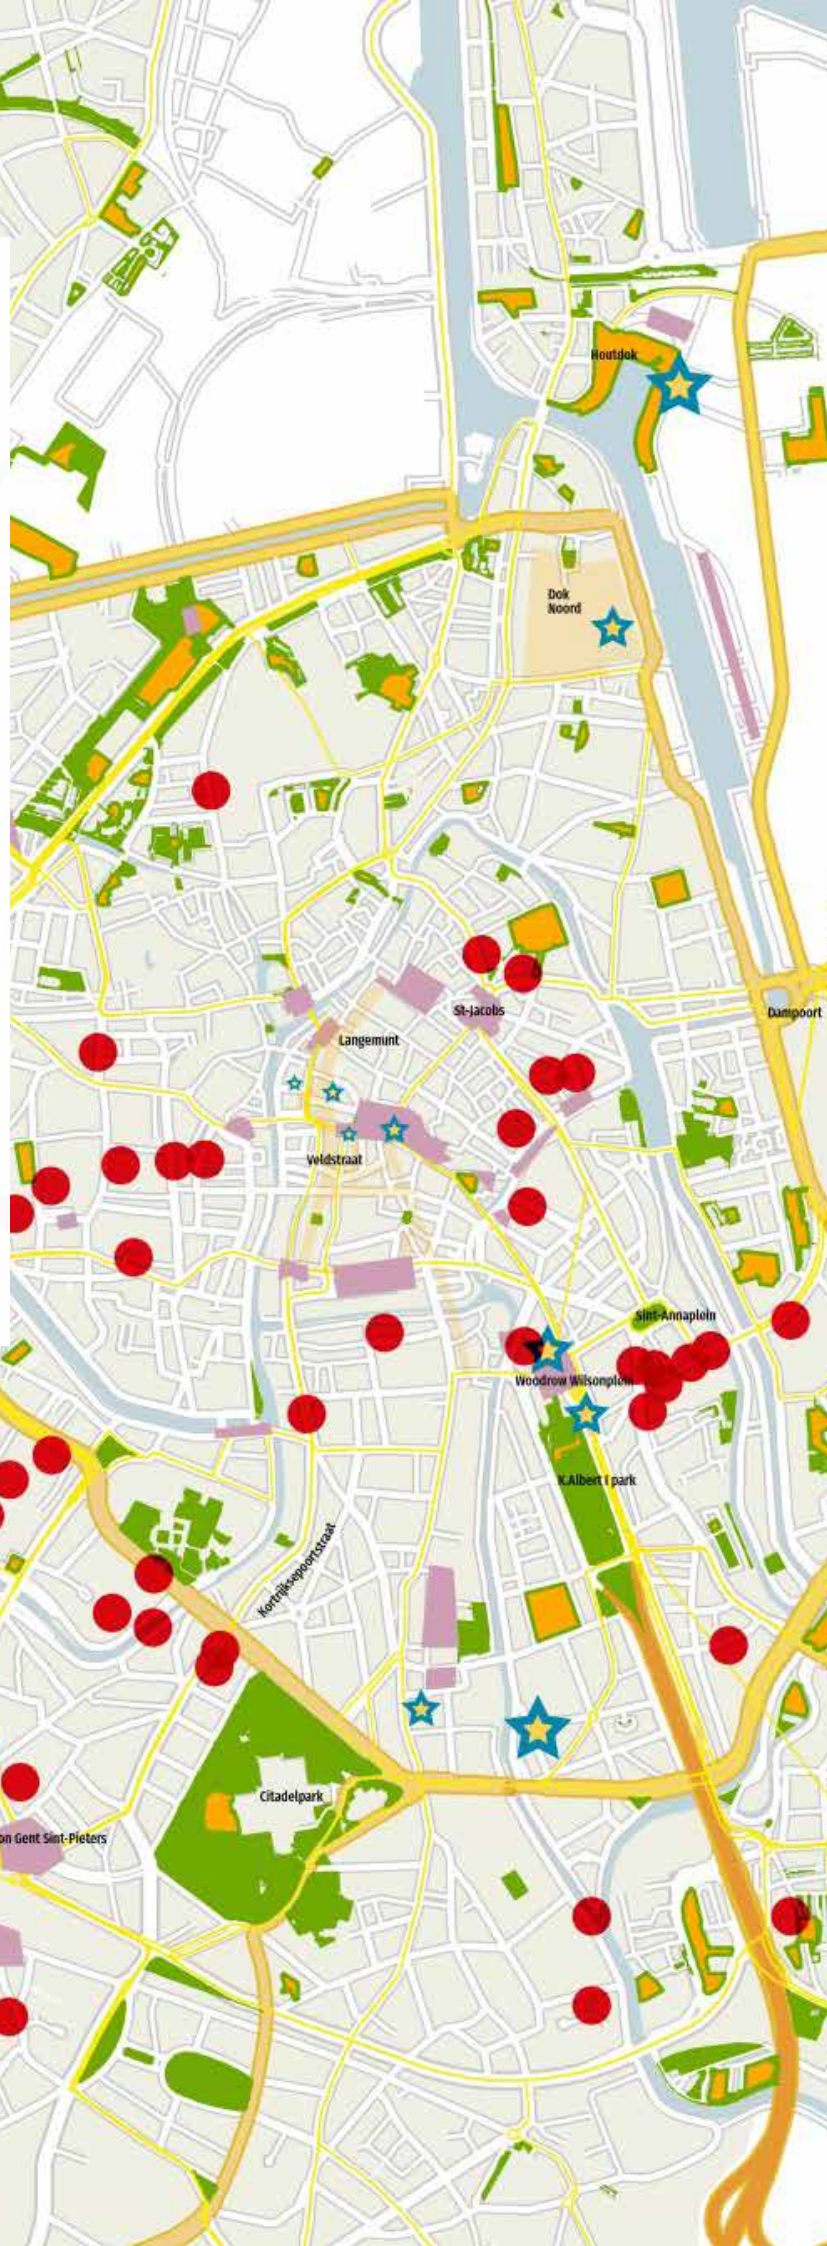 Houtdok
Dok
Noord
St-Jacobs
Dampoort
Langemunt
Veldstraat
Sint-Annaplein
Woodrow Wilsonplein
K.Albert I park
Kortrijksepoortstraat
Citadelpark
on Gent Sint-Pieters